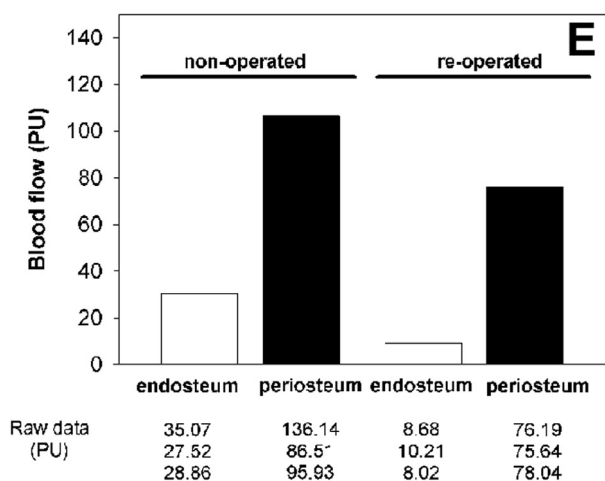 E
140
non-operated re-operated
120
100
80
60
40
20
0
Blood flow (PU)
endosteum periosteum endosteum periosteum
Raw data 35.07 136.14 8.68 76.19
(PU) 27.52 10.21 75.64
28.86 95.93 8.02 78.04